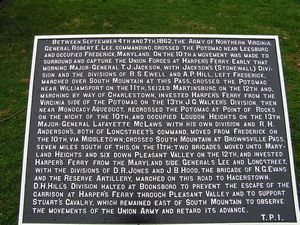 BETWEEN SEPTEMBER 4TH AND 7TH 1862, THE ARMY OF NORTHERN VIRGINIA,
GENERAL ROBERT E. LEE, COMMANDING, CROSSED THE POTOMAC NEAR LEESBURG
AND OCCUPIED FREDERICK, MARYLAND. ON THE 10TH A MOVEMENT WAS MADE TO
SURROUND AND CAPTURE THE UNION FORCES AT HARPER'S FERRY. EARLY THAT
MORNING MAJOR-GENERAL T.J. JACKSON, WITH JACKSON'S (STONEWALL) DIVI-
SION AND THE DIVISIONS OF R.S. EWELL AND A.P. HILL, LEFT FREDERICK,
MARCHED OVER SOUTH MOUNTAIN AT THIS PASS, CROSSED THE POTOMAC
NEAR WILLIAMSPORT ON THE 11TH, SEIZED MARTINSBURG ON THE 12TH AND,
MARCHING BY WAY OF CHARLESTOWN, INVESTED HARPER'S FERRY FROM THE
VIRGINIA SIDE OF THE POTOMAC ON THE 13TH. J.G. WALKER'S DIVISION, THEN
NEAR MONOCACY AQUEDUCT, RECROSSED THE POTOMAC AT POINT OF ROCKS
ON THE NIGHT OF THE 10TH, AND OCCUPIED LOUDOUN HEIGHTS ON THE 13TH.
MAJOR-GENERAL LAFAYETTE MCLAWS WITH HIS OWN DIVISION AND R.H.
ANDERSON'S, BOTH OF LONGSTREET'S COMMAND, MOVED FROM FREDERICK ON
THE 10TH, VIA MIDDLETOWN, CROSSED SOUTH MOUNTAIN AT BROWNSVILLE PASS
SEVEN MILES SOUTH OF THIS, ON THE 11TH; TWO BRIGADES MOVED UNTO MARY-
LAND HEIGHTS AND SIX DOWN PLEASANT VALLEY ON THE 12TH, AND INVESTED
HARPER'S FERRY FROM THE MARYLAND SIDE. GENERALS LEE AND LONGSTREET,
WITH THE DIVISIONS OF D.R. JONES AND J.B. HOOD, THE BRIGADE OF N.G. EVANS
AND THE RESERVE ARTILLERY, MARCHED ON THIS ROAD TO HAGERSTOWN.
D.H. HILL'S DIVISION HALTED AT BOONSBORO TO PREVENT THE ESCAPE OF THE
GARRISON AT HARPER'S FERRY THROUGH PLEASANT VALLEY AND TO SUPPORT
STUART'S CAVALRY, WHICH REMAINED EAST OF SOUTH MOUNTAIN TO OBSERVE
THE MOVEMENTS OF THE UNION ARMY AND RETARD ITS ADVANCE.
T.P.1.